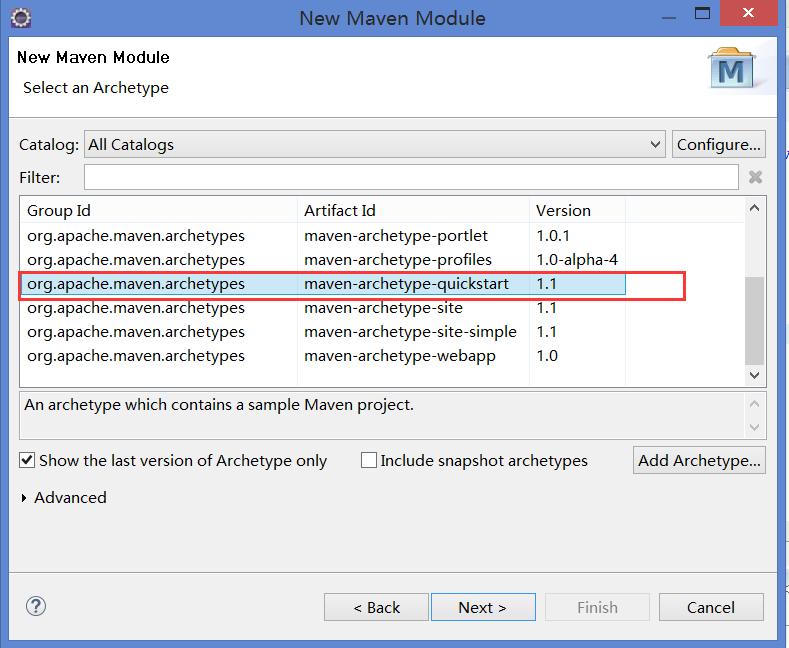 New Maven Module
New Maven Module
Select an Archetype
M
Catalog: All Catalogs Configure...
Filter:
Group Id Artifact Id Version
org.apache.maven.archetypes maven-archetype-portlet 1.0.1
org.apache.maven.archetypes maven-archetype-profiles 1.0-alpha-4
org.apache.maven.archetypes maven-archetype-quickstart 1.1
org.apache.maven.archetypes maven-archetype-site 1.1
org.apache.maven.archetypes maven-archetype-site-simple 1.1
org.apache.maven.archetypes maven-archetype-webapp 1.0
An archetype which contains a sample Maven project.
Show the last version of Archetype only Include snapshot archetypes Add Archetype...
Advanced
? < Back Next > Finish Cancel